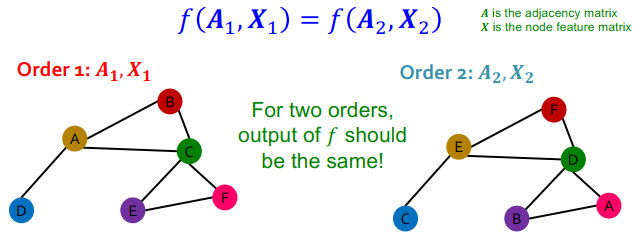 f(A₁, X₁) = f(A₂, X₂)
A is the adjacency matrix
X is the node feature matrix
Order 1: A₁, X₁
Order 2: A₂, X₂
For two orders,
output of f should
be the same!
B
A
C
D
E
F
F
E
D
C
B
A